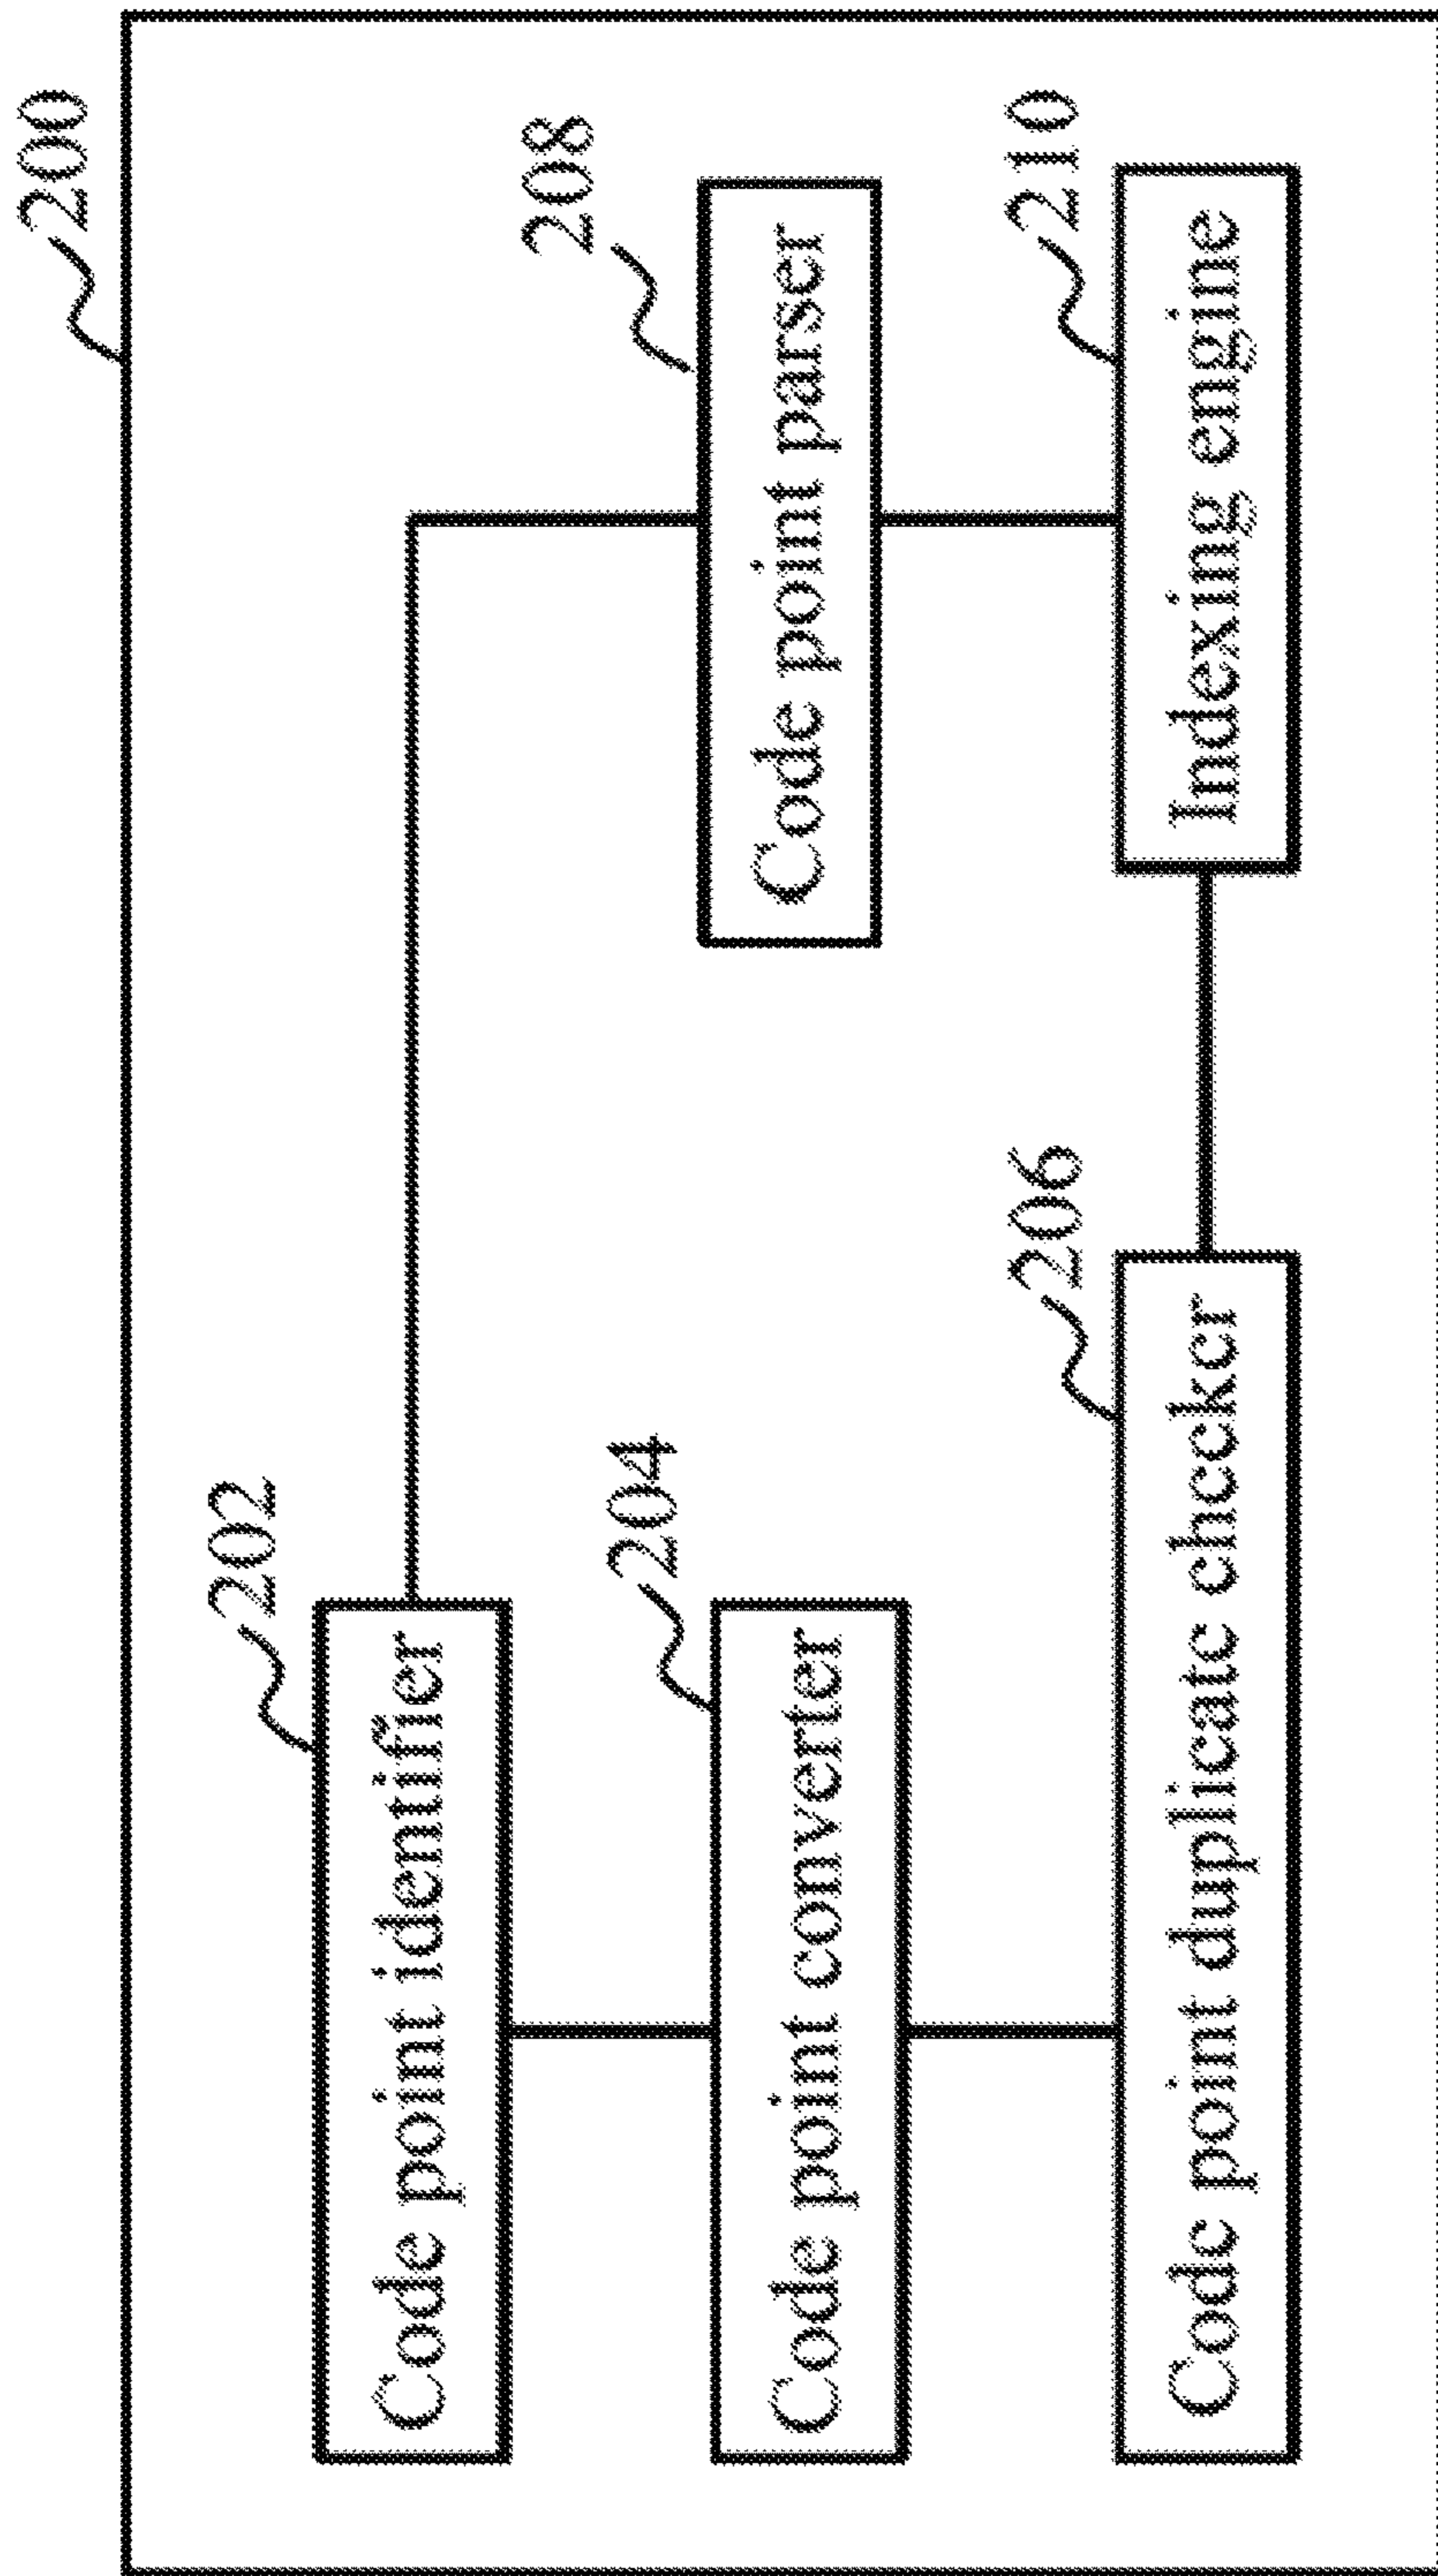 200
202
Code point identifier
204
208
Code point converter
Code point parser
206
210
Code point duplicate checker
Indexing engine